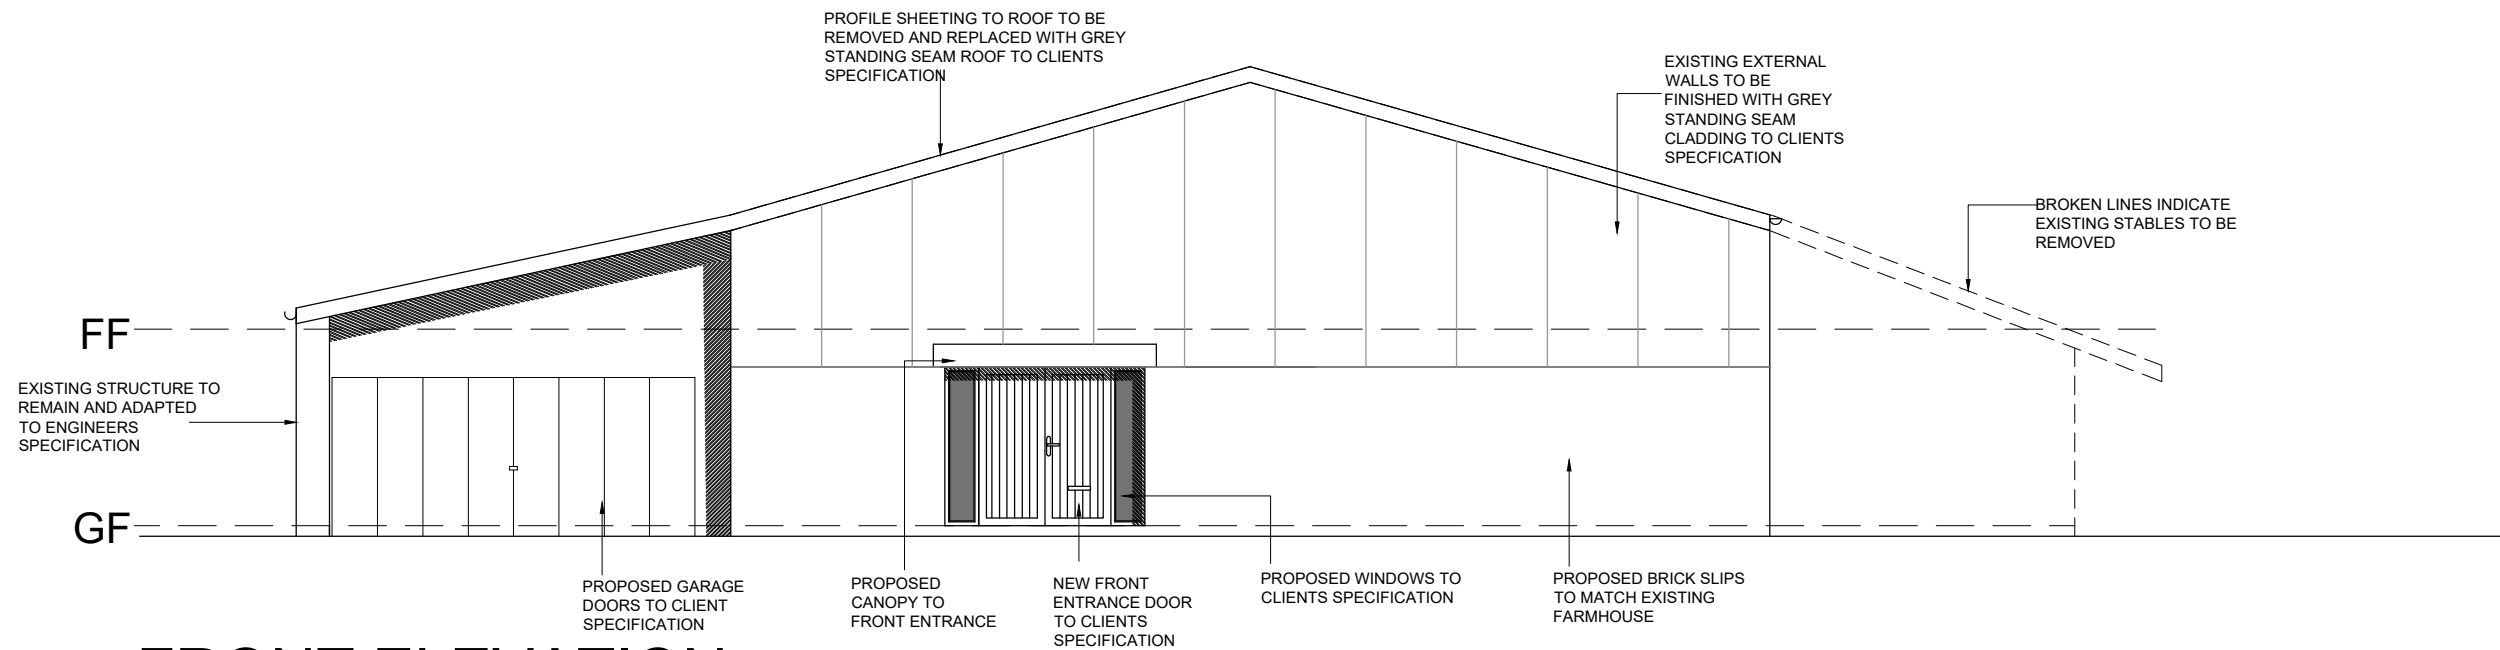 PROFILE SHEETING TO ROOF TO BE
REMOVED AND REPLACED WITH GREY
STANDING SEAM ROOF TO CLIENTS
SPECIFICATION
EXISTING EXTERNAL
WALLS TO BE
FINISHED WITH GREY
STANDING SEAM
CLADDING TO CLIENTS
SPECFICATION
BROKEN LINES INDICATE
EXISTING STABLES TO BE
REMOVED
FF
EXISTING STRUCTURE TO
REMAIN AND ADAPTED
TO ENGINEERS
SPECIFICATION
GF
PROPOSED GARAGE
DOORS TO CLIENT
SPECIFICATION
PROPOSED
CANOPY TO
FRONT ENTRANCE
NEW FRONT
ENTRANCE DOOR
TO CLIENTS
SPECIFICATION
PROPOSED WINDOWS TO
CLIENTS SPECIFICATION
PROPOSED BRICK SLIPS
TO MATCH EXISTING
FARMHOUSE
FRONT ELEVATION